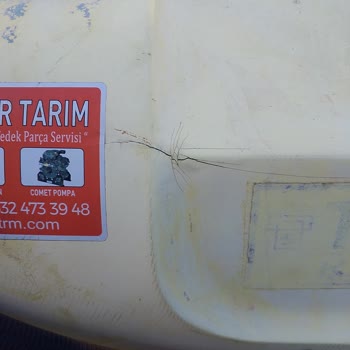 R TARIM
edek Parça Servisi "
COMET POMPA
32 473 39 48
rm.com